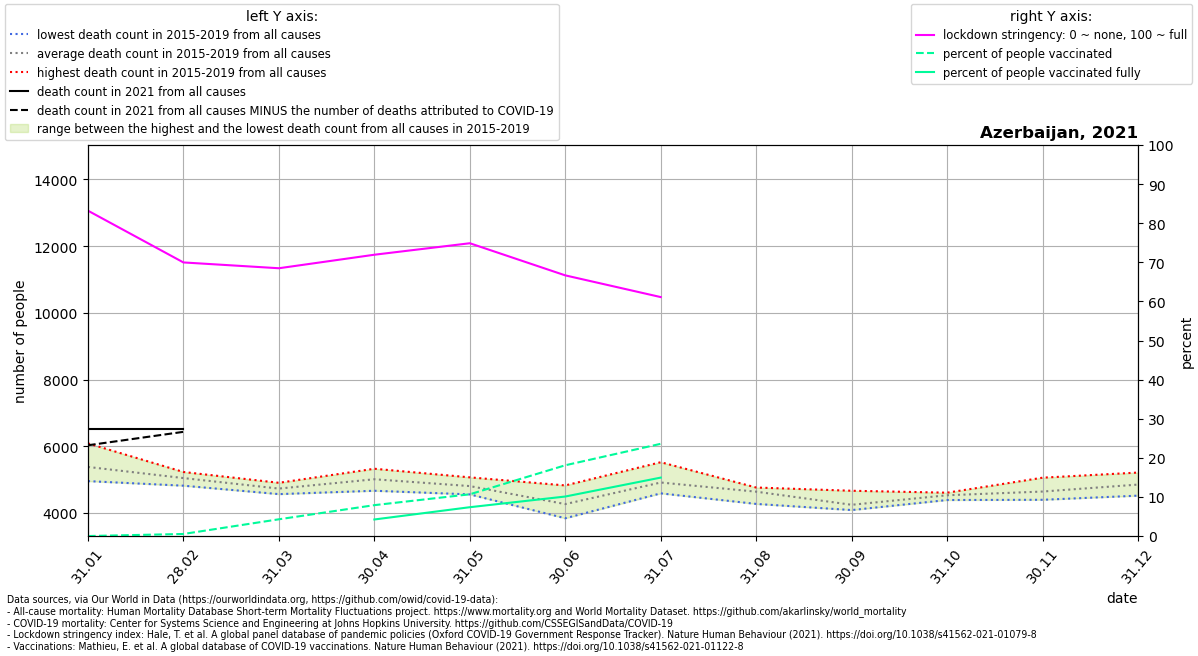 left Y axis:
lowest death count in 2015-2019 from all causes
average death count in 2015-2019 from all causes
highest death count in 2015-2019 from all causes
death count in 2021 from all causes
death count in 2021 from all causes MINUS the number of deaths attributed to COVID-19
range between the highest and the lowest death count from all causes in 2015-2019
right Y axis:
lockdown stringency: 0 ~ none, 100 ~ full
percent of people vaccinated
percent of people vaccinated fully
Azerbaijan, 2021
number of people
14000
12000
10000
8000
6000
4000
100
90
80
70
60
50
40
30
20
10
0
percent
31.01
28.02
31.03
30.04
31.05
30.06
31.07
31.08
30.09
31.10
30.11
31.12
date
Data sources, via Our World in Data (https://ourworldindata.org, https://github.com/owid/covid-19-data):
- All-cause mortality: Human Mortality Database Short-term Mortality Fluctuations project. https://www.mortality.org and World Mortality Dataset. https://github.com/akarlinsky/world_mortality
- COVID-19 mortality: Center for Systems Science and Engineering at Johns Hopkins University. https://github.com/CSSEGISandData/COVID-19
- Lockdown stringency index: Hale, T. et al. A global panel database of pandemic policies (Oxford COVID-19 Government Response Tracker). Nature Human Behaviour (2021). https://doi.org/10.1038/s41562-021-01079-8
- Vaccinations: Mathieu, E. et al. A global database of COVID-19 vaccinations. Nature Human Behaviour (2021). https://doi.org/10.1038/s41562-021-01122-8